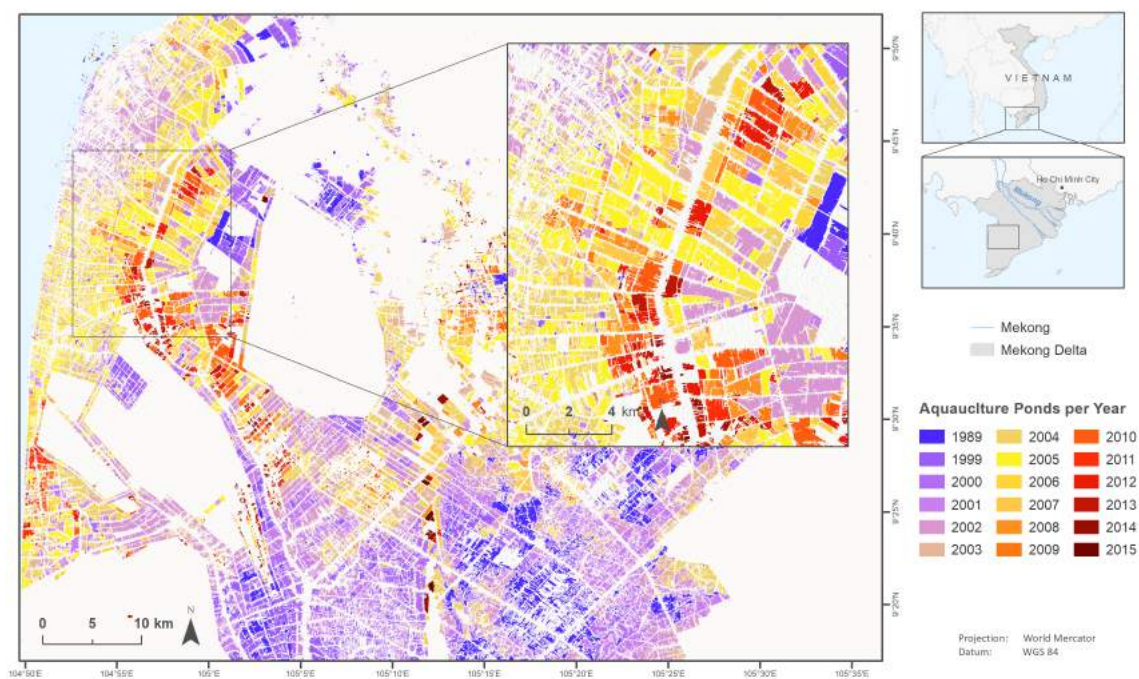 9°50'N
9°45'N
9°40'N
9°35'N
9°30'N
9°25'N
9°20'N
0 2 4 km
0 5 10 km
N
104°50'E 104°55'E 105°0'E 105°5'E 105°10'E 105°15'E 105°20'E 105°25'E 105°30'E 105°35'E
VIETNAM
Ho Chi Minh City
Mekong
Mekong
Mekong Delta
Aquauclture Ponds per Year
1989 2004 2010
1999 2005 2011
2000 2006 2012
2001 2007 2013
2002 2008 2014
2003 2009 2015
Projection: World Mercator
Datum: WGS 84